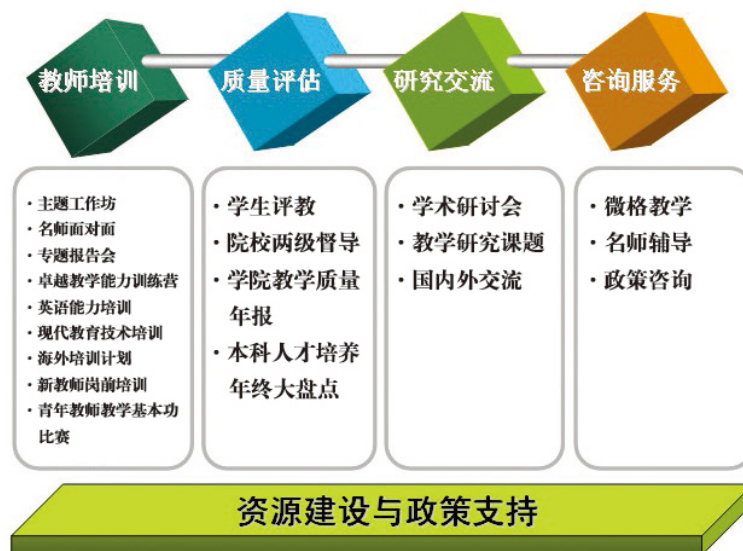 教师培训
质量评估
研究交流
咨询服务
·主题工作坊
·名师面对面
·专题报告会
·卓越教学能力训练营
·英语能力培训
·现代教育技术培训
·海外培训计划
·新教师岗前培训
·青年教师教学基本功
比赛
·学生评教
·院校两级督导
·学院教学质量
年报
·本科人才培养
年终大盘点
·学术研讨会
·教学研究课题
·国内外交流
·微格教学
·名师辅导
·政策咨询
资源建设与政策支持